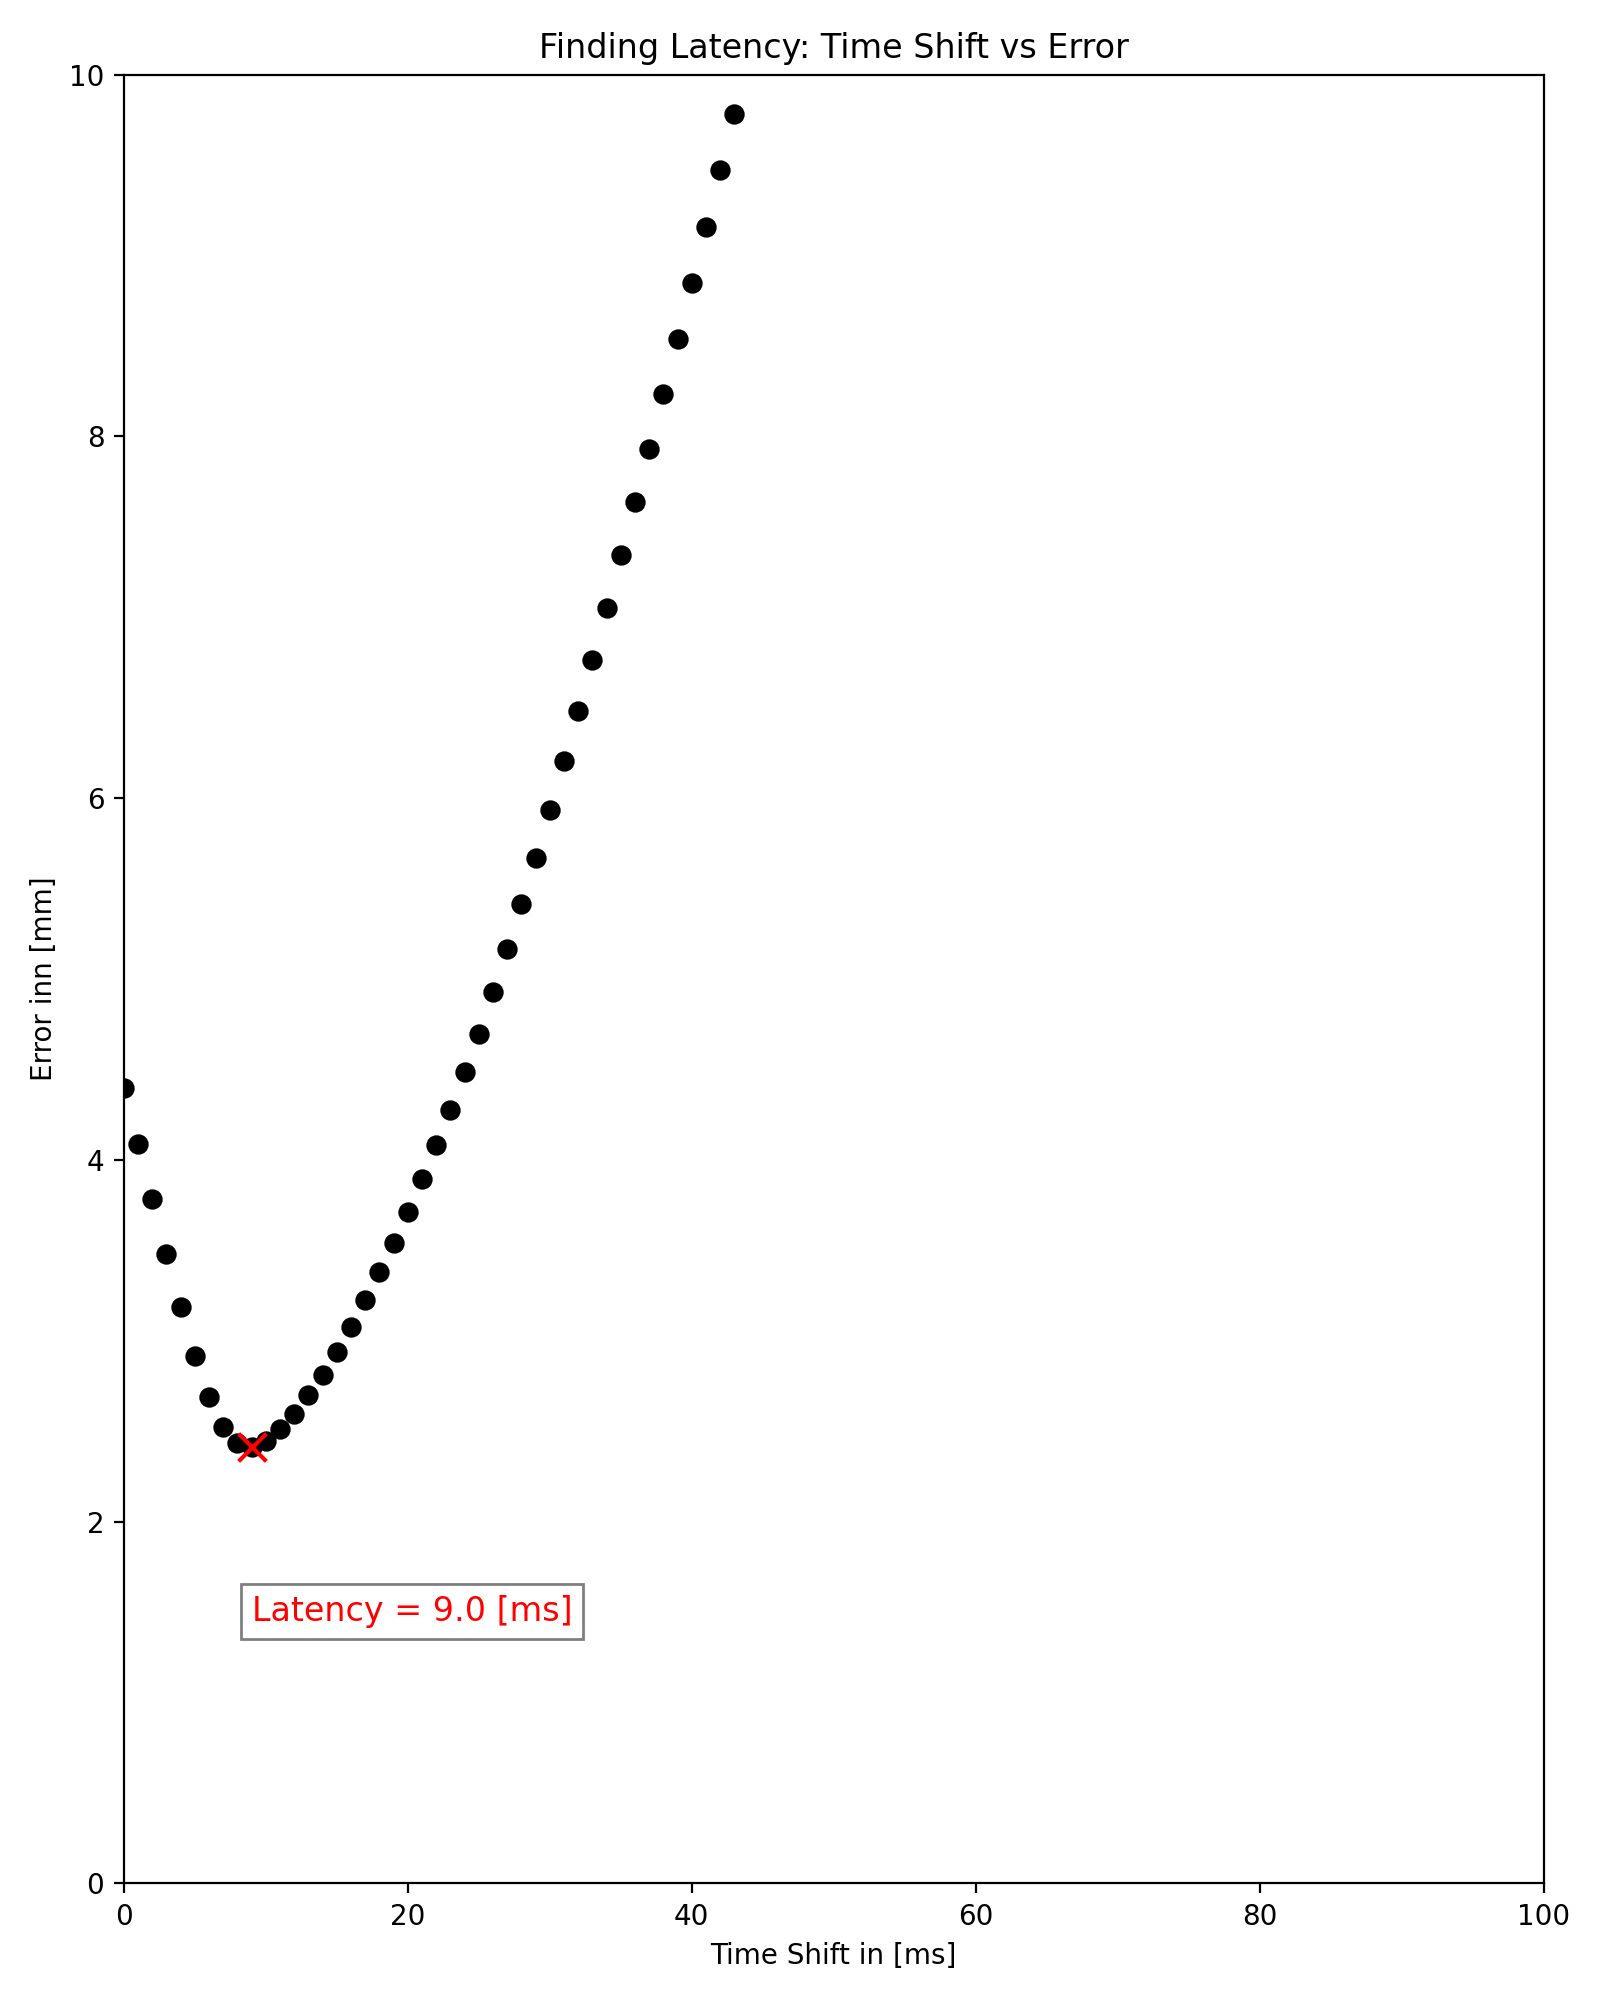 Finding Latency: Time Shift vs Error
10
8
6
4
2
0
Error inn [mm]
Latency = 9.0 [ms]
0 20 40 60 80 100
Time Shift in [ms]